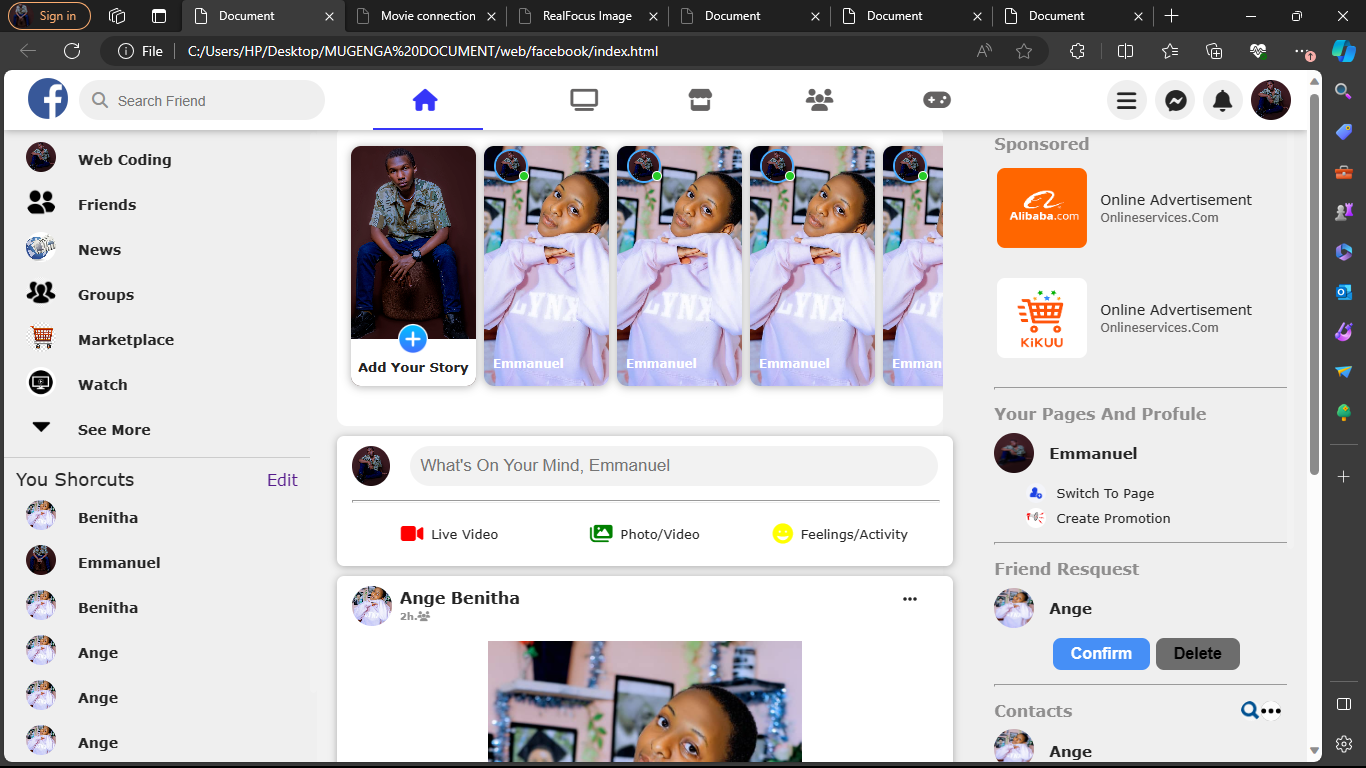 Sign in
Document
Movie connection
RealFocus Image
Document
Document
Document
File
C:/Users/HP/Desktop/MUGENGA%20DOCUMENT/web/facebook/index.html
Search Friend
Web Coding
Friends
News
Groups
Marketplace
Watch
See More
You Shorcuts
Edit
Benitha
Emmanuel
Benitha
Ange
Ange
Ange
Add Your Story
LYNX
Emmanuel
LYNX
Emmanuel
LYNX
Emmanuel
Emman
What's On Your Mind, Emmanuel
Live Video
Photo/Video
Feelings/Activity
Ange Benitha
2h.
Sponsored
Alibaba.com
Online Advertisement
Onlineservices.Com
KiKUU
Online Advertisement
Onlineservices.Com
Your Pages And Profule
Emmanuel
Switch To Page
Create Promotion
Friend Resquest
Ange
Confirm
Delete
Contacts
Ange